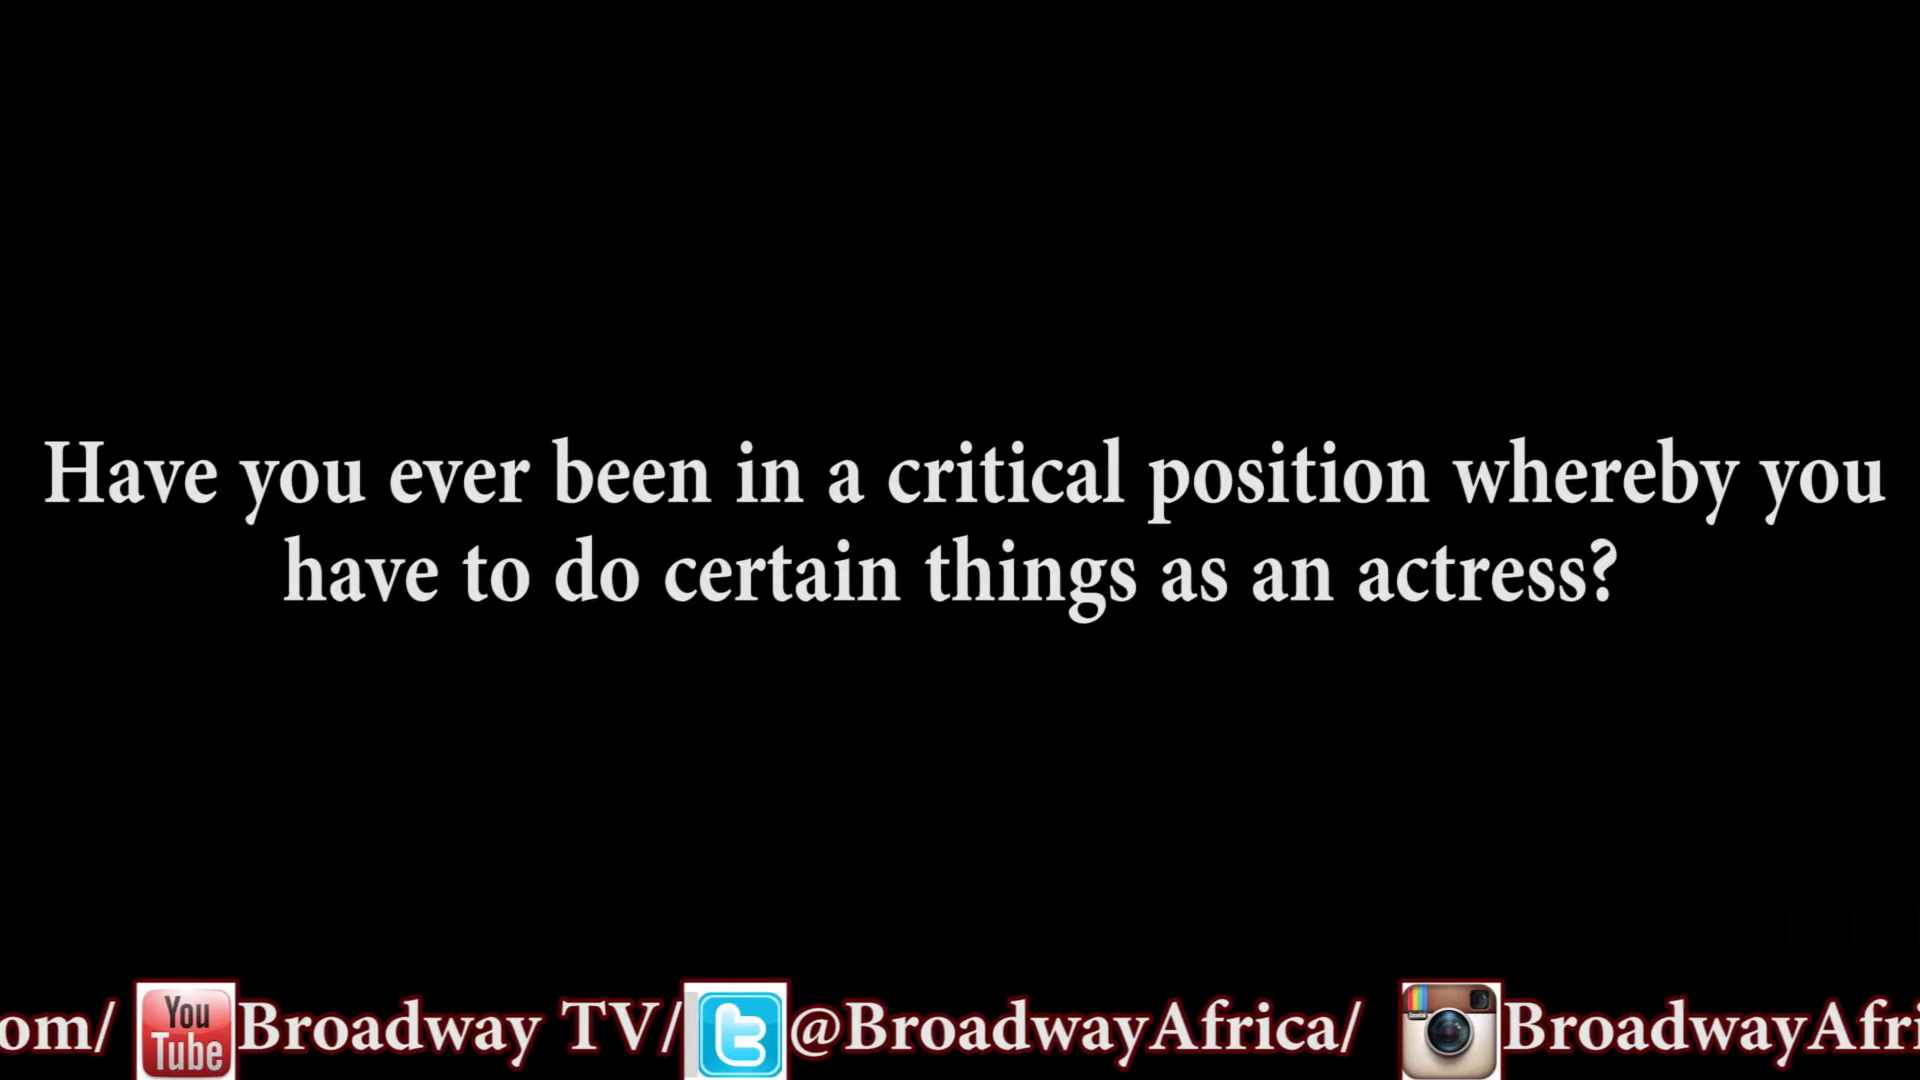 Have you ever been in a critical position whereby you
have to do certain things as an actress?
om/ You Tube Broadway TV/ @BroadwayAfrica/ BroadwayAfri